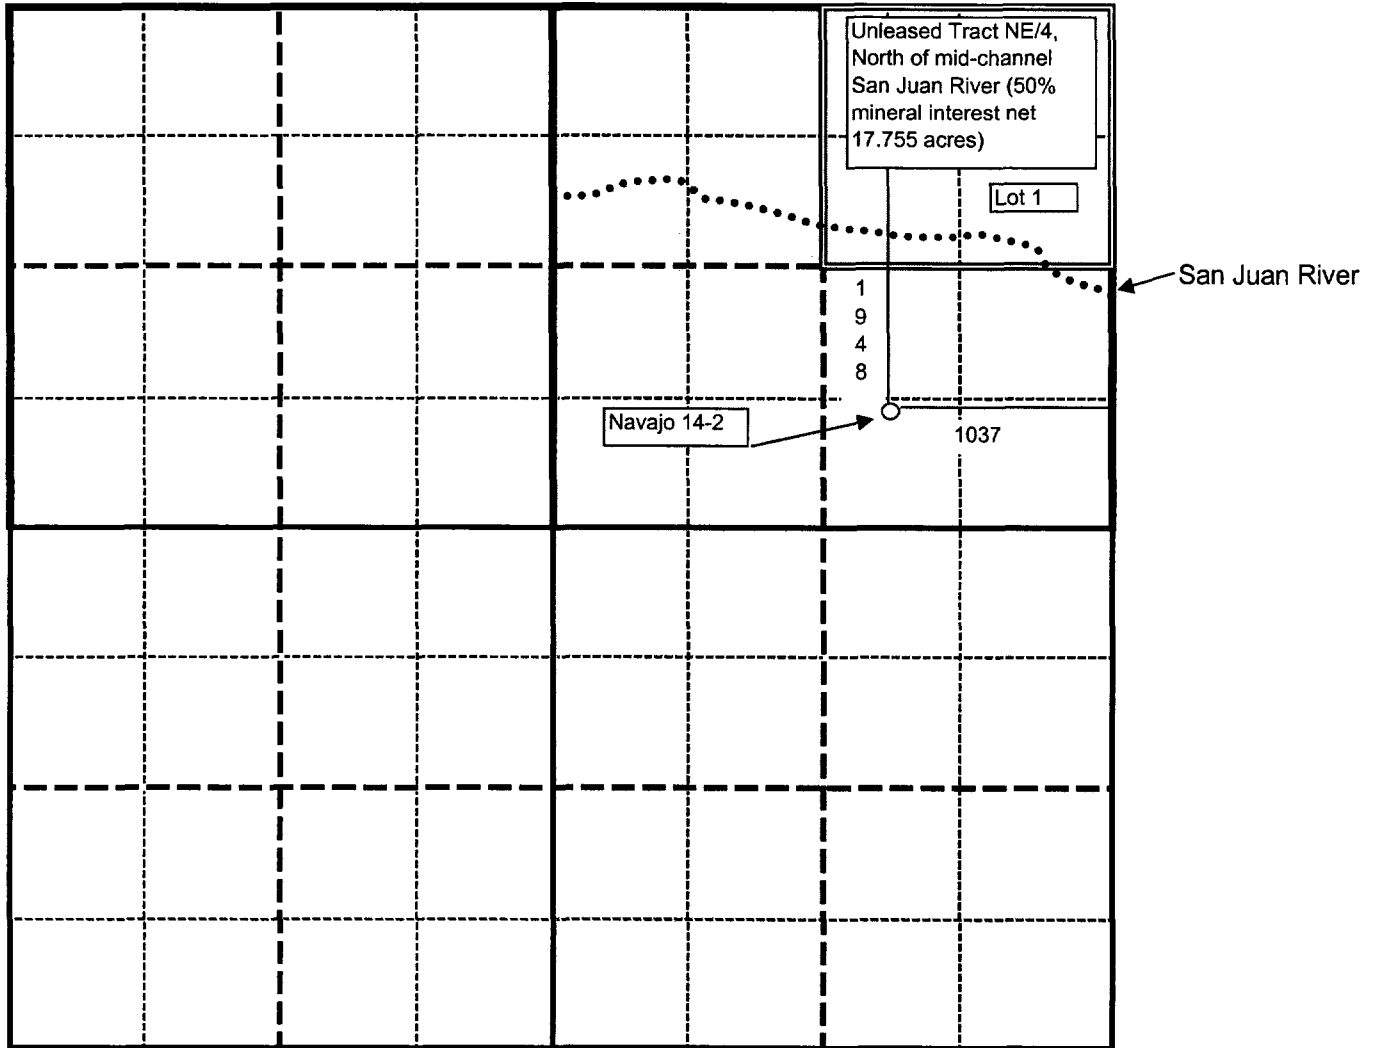 Unleased Tract NE/4,
North of mid-channel
San Juan River (50%
mineral interest net
17.755 acres)
Lot 1
San Juan River
1
9
4
8
Navajo 14-2
1037